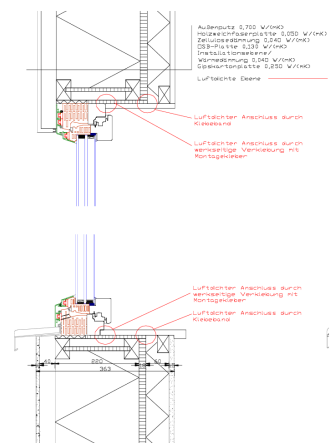 Außenputz 0,700 W/(mK)
Holzweichfaserplatte 0,050 W/(mK)
Zellulosedämmung 0,040 W/(mK)
OSB-Platte 0,130 W/(mK)
Installationsebene/
Wärmedämmung 0,040 W/(mK)
Gipskartonplatte 0,250 W/(mK)
Luftdichte Ebene
Luftdichter Anschluss durch
Klebeband
Luftdichter Anschluss durch
werkseitige Verklebung mit
Montagekleber
Luftdichter Anschluss durch
werkseitige Verklebung mit
Montagekleber
Luftdichter Anschluss durch
Klebeband
60
220
60
363